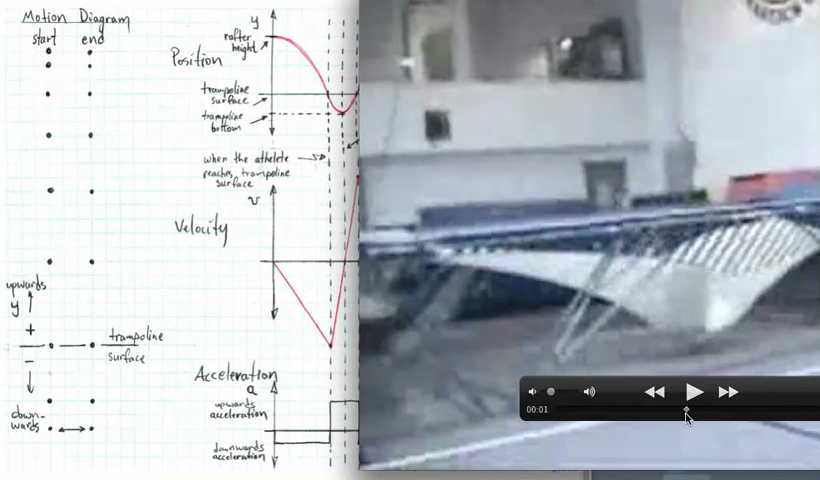 Motion Diagram
start end
upwards
y
+
−
down-
wards
trampoline
surface
y
rafter
height
Position
trampoline
surface
trampoline
bottom
when the athelete
reaches trampoline
surface
v
Velocity
Acceleration
a
upwards
acceleration
downwards
acceleration
00:01